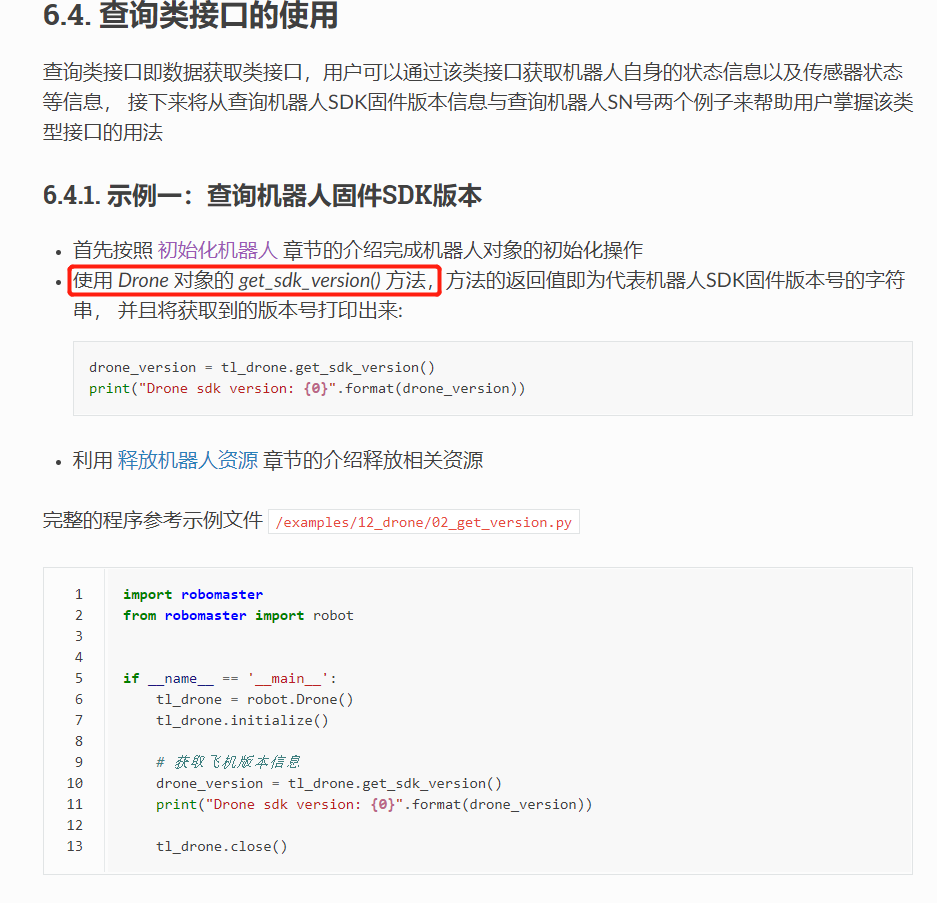 6.4. 查询类接口的使用
查询类接口即数据获取类接口，用户可以通过该类接口获取机器人自身的状态信息以及传感器状态
等信息， 接下来将从查询机器人SDK固件版本信息与查询机器人SN号两个例子来帮助用户掌握该类
型接口的用法
6.4.1. 示例一：查询机器人固件SDK版本
• 首先按照 初始化机器人 章节的介绍完成机器人对象的初始化操作
• 使用 Drone 对象的 get_sdk_version() 方法， 方法的返回值即为代表机器人SDK固件版本号的字符
串， 并且将获取到的版本号打印出来:
drone_version = tl_drone.get_sdk_version()
print("Drone sdk version: {0}".format(drone_version))
• 利用 释放机器人资源 章节的介绍释放相关资源
完整的程序参考示例文件 /examples/12_drone/02_get_version.py
1 import robomaster
2 from robomaster import robot
3
4
5 if __name__ == '__main__':
6     tl_drone = robot.Drone()
7     tl_drone.initialize()
8
9     # 获取飞机版本信息
10     drone_version = tl_drone.get_sdk_version()
11     print("Drone sdk version: {0}".format(drone_version))
12
13     tl_drone.close()